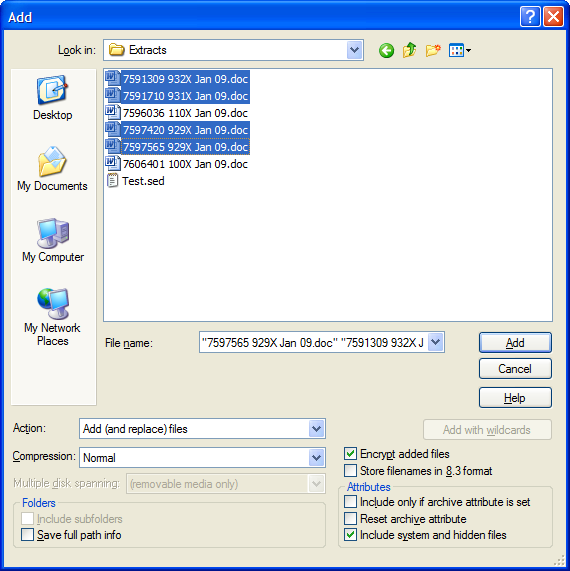 Add
Look in: Extracts
Desktop
My Documents
My Computer
My Network
Places
7591309 932X Jan 09.doc
7591710 931X Jan 09.doc
7596036 110X Jan 09.doc
7597420 929X Jan 09.doc
7597565 929X Jan 09.doc
7606401 100X Jan 09.doc
Test.sed
File name: "7597565 929X Jan 09.doc" "7591309 932X J
Add
Cancel
Help
Action: Add (and replace) files
Add with wildcards
Compression: Normal
Multiple disk spanning: (removable media only)
Encrypt added files
Store filenames in 8.3 format
Folders
Include subfolders
Save full path info
Attributes
Include only if archive attribute is set
Reset archive attribute
Include system and hidden files